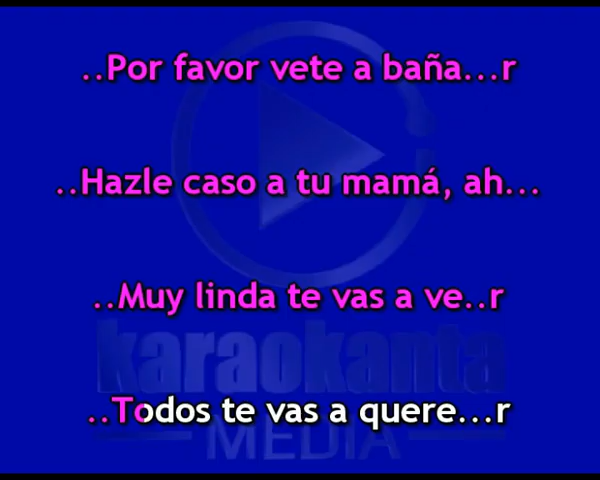 ..Por favor vete a baña...r
..Hazle caso a tu mamá, ah...
..Muy linda te vas a ve..r
karaokanta
..Todos te vas a quere...r
MEDIA